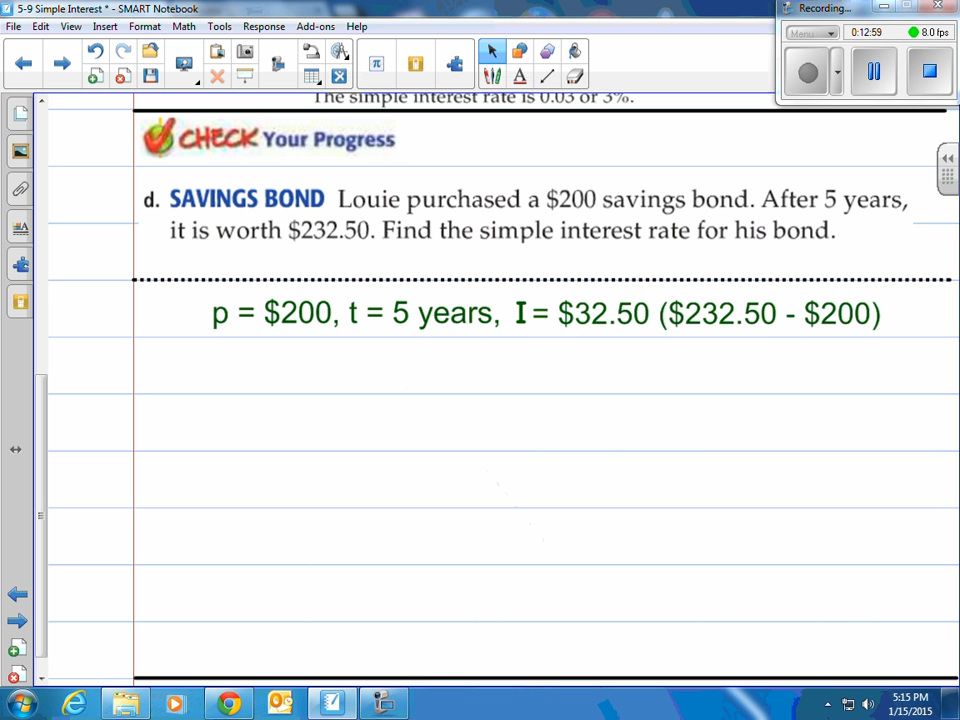 5-9 Simple Interest * - SMART Notebook
Recording...
File Edit View Insert Format Math Tools Response Add-ons Help
Menu 0:12:59 8.0 fps
The simple interest rate is 0.03 or 3%.
CHECK Your Progress
d. SAVINGS BOND Louie purchased a $200 savings bond. After 5 years,
it is worth $232.50. Find the simple interest rate for his bond.
p = $200, t = 5 years, I = $32.50 ($232.50 - $200)
5:15 PM
1/15/2015